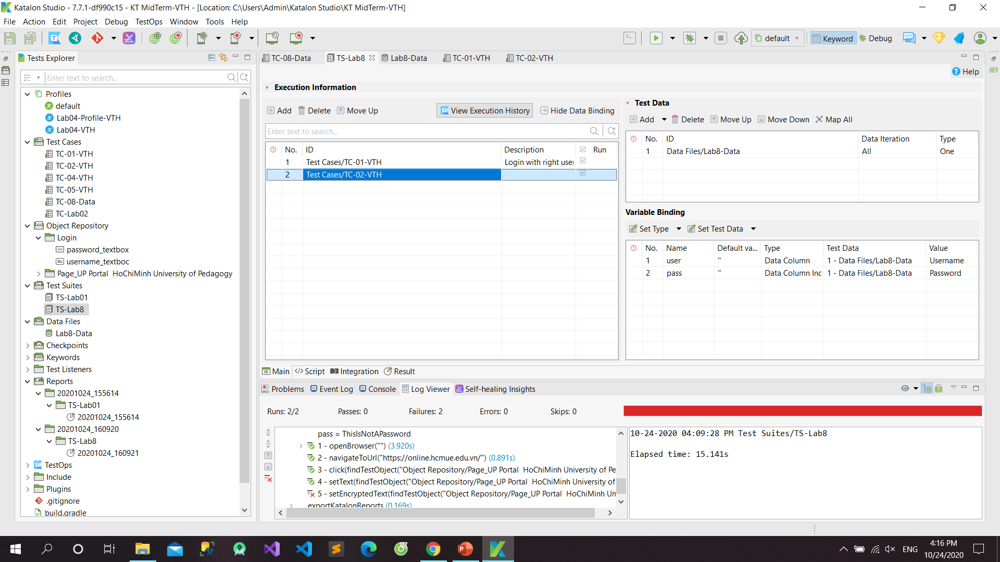 Katalon Studio - 7.7.1-df990c15 - KT MidTerm-VTH - [Location: C:\Users\Admin\Katalon Studio\KT MidTerm-VTH]
File Action Edit Project Debug TestOps Window Tools Help
default
Keyword
Debug
Tests Explorer
Enter text to search...
Profiles
default
Lab04-Profile-VTH
Lab04-VTH
Test Cases
TC-01-VTH
TC-02-VTH
TC-04-VTH
TC-05-VTH
TC-08-Data
TC-Lab02
Object Repository
Login
password_textbox
username_textboc
Page_UP Portal  HoChiMinh University of Pedagogy
Test Suites
TS-Lab01
TS-Lab8
Data Files
Lab8-Data
Checkpoints
Keywords
Test Listeners
Reports
20201024_155614
TS-Lab01
20201024_155614
20201024_160920
TS-Lab8
20201024_160921
TestOps
Include
Plugins
.gitignore
build.gradle
TC-08-Data TS-Lab8 Lab8-Data TC-01-VTH TC-02-VTH
Help
Execution Information
Add Delete Move Up View Execution History Hide Data Binding
Enter text to search...
No. ID Description Run
1 Test Cases/TC-01-VTH Login with right user
2 Test Cases/TC-02-VTH
Test Data
Add Delete Move Up Move Down Map All
No. ID Data Iteration Type
1 Data Files/Lab8-Data All One
Variable Binding
Set Type Set Test Data
No. Name Default va... Type Test Data Value
1 user '' Data Column 1 - Data Files/Lab8-Data Username
2 pass '' Data Column Inc 1 - Data Files/Lab8-Data Password
Main </> Script Integration Result
Problems Event Log Console Log Viewer Self-healing Insights
Runs: 2/2 Passes: 0 Failures: 2 Errors: 0 Skips: 0
pass = ThisIsNotAPassword
1 - openBrowser("") (3.920s)
2 - navigateToUrl("https://online.hcmue.edu.vn/") (0.891s)
3 - click(findTestObject("Object Repository/Page_UP Portal  HoChiMinh University of Pe
4 - setText(findTestObject("Object Repository/Page_UP Portal  HoChiMinh University of
5 - setEncryptedText(findTestObject("Object Repository/Page_UP Portal  HoChiMinh Un
exportKatalonReports (0.169s)
10-24-2020 04:09:28 PM Test Suites/TS-Lab8
Elapsed time: 15.141s
ENG
4:16 PM
10/24/2020